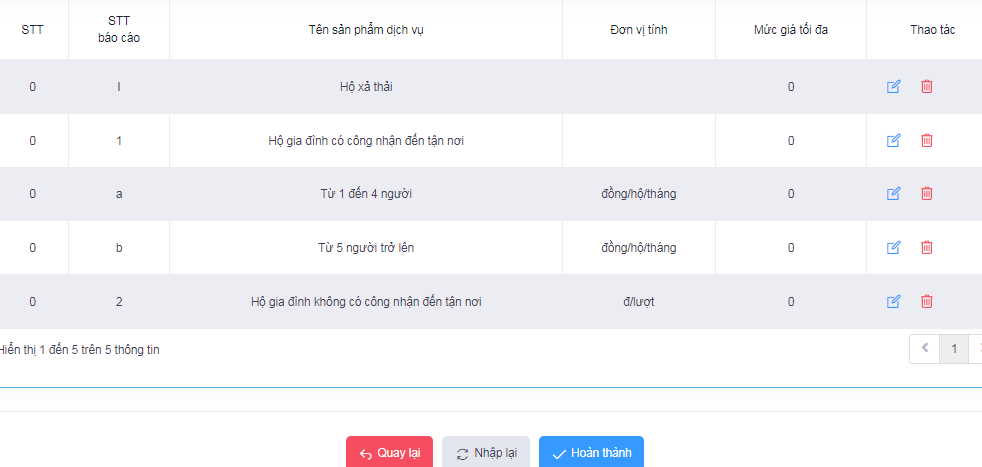 STT
STT báo cáo
Tên sản phẩm dịch vụ
Đơn vị tính
Mức giá tối đa
Thao tác
0 I Hộ xả thải 0
0 1 Hộ gia đình có công nhận đến tận nơi 0
0 a Từ 1 đến 4 người đồng/hộ/tháng 0
0 b Từ 5 người trở lên đồng/hộ/tháng 0
0 2 Hộ gia đình không có công nhận đến tận nơi đ/lượt 0
Hiển thị 1 đến 5 trên 5 thông tin
1
Quay lại
Nhập lại
Hoàn thành